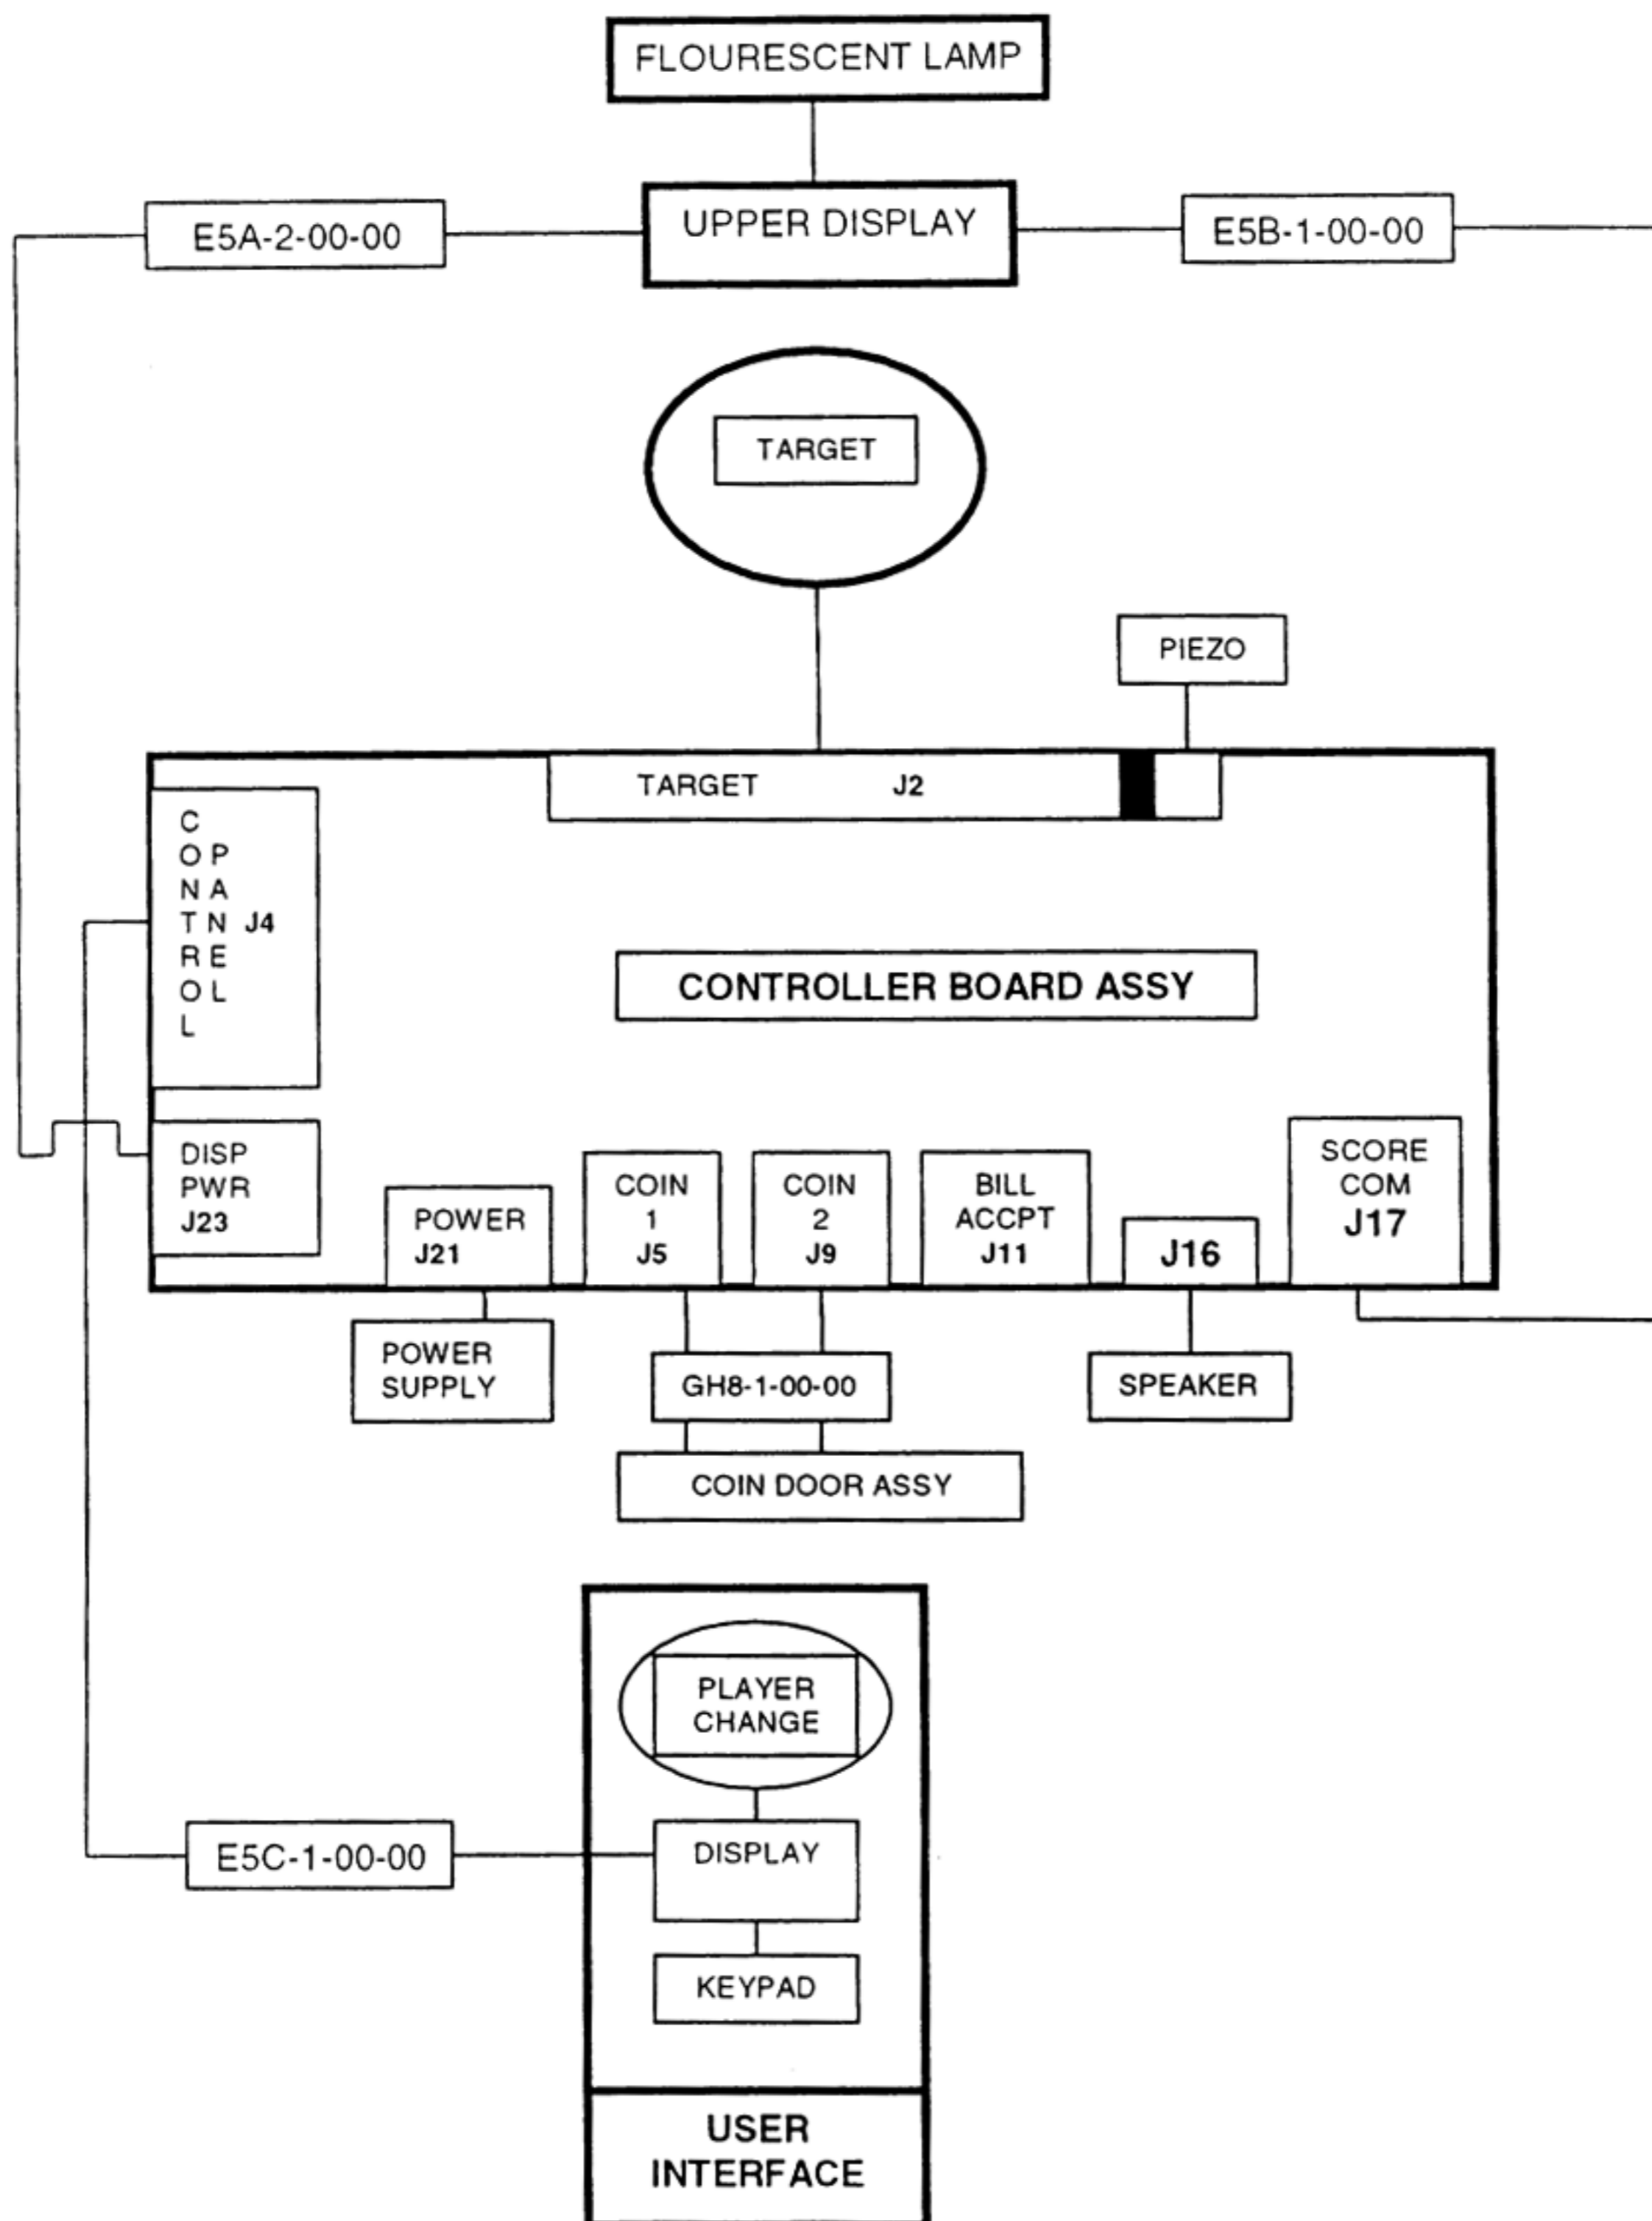 FLOURESCENT LAMP
E5A-2-00-00
UPPER DISPLAY
E5B-1-00-00
TARGET
PIEZO
TARGET J2
CONTROL PANEL J4
CONTROLLER BOARD ASSY
DISP
PWR
J23
POWER
J21
COIN
1
J5
COIN
2
J9
BILL
ACCPT
J11
J16
SCORE
COM
J17
POWER
SUPPLY
GH8-1-00-00
SPEAKER
COIN DOOR ASSY
PLAYER
CHANGE
E5C-1-00-00
DISPLAY
KEYPAD
USER
INTERFACE